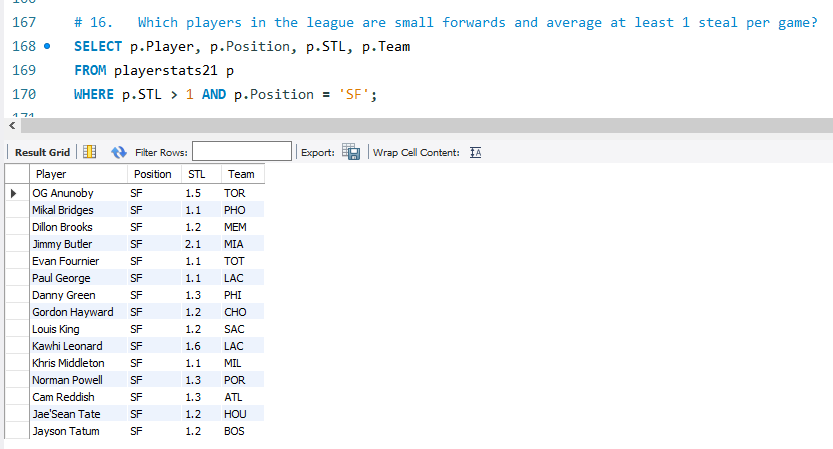 167 # 16. Which players in the league are small forwards and average at least 1 steal per game?
168 SELECT p.Player, p.Position, p.STL, p.Team
169 FROM playerstats21 p
170 WHERE p.STL > 1 AND p.Position = 'SF';
Result Grid Filter Rows: Export: Wrap Cell Content:
Player Position STL Team
OG Anunoby SF 1.5 TOR
Mikal Bridges SF 1.1 PHO
Dillon Brooks SF 1.2 MEM
Jimmy Butler SF 2.1 MIA
Evan Fournier SF 1.1 TOT
Paul George SF 1.1 LAC
Danny Green SF 1.3 PHI
Gordon Hayward SF 1.2 CHO
Louis King SF 1.2 SAC
Kawhi Leonard SF 1.6 LAC
Khris Middleton SF 1.1 MIL
Norman Powell SF 1.3 POR
Cam Reddish SF 1.3 ATL
Jae'Sean Tate SF 1.2 HOU
Jayson Tatum SF 1.2 BOS